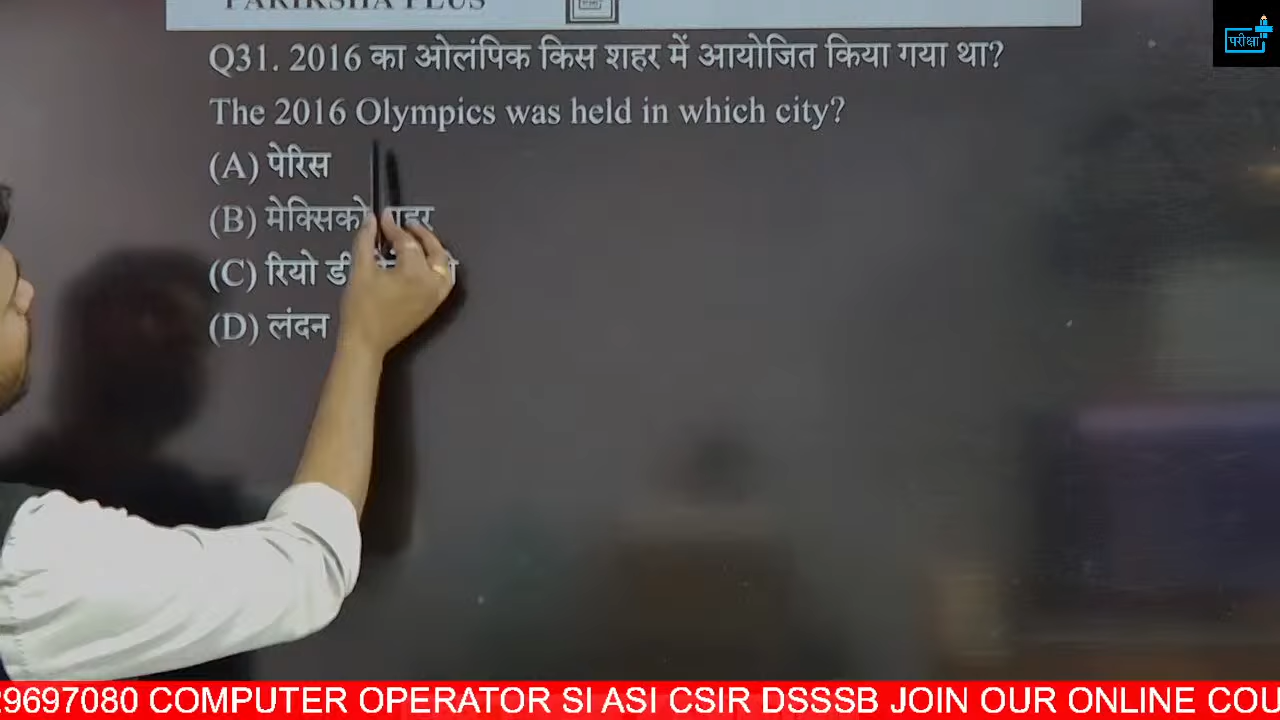 PARIKSHA PLUS
परीक्षा
Q31. 2016 का ओलंपिक किस शहर में आयोजित किया गया था?
The 2016 Olympics was held in which city?
(A) पेरिस
(B) मेक्सिको शहर
(C) रियो डी
(D) लंदन
29697080 COMPUTER OPERATOR SI ASI CSIR DSSSB JOIN OUR ONLINE COU